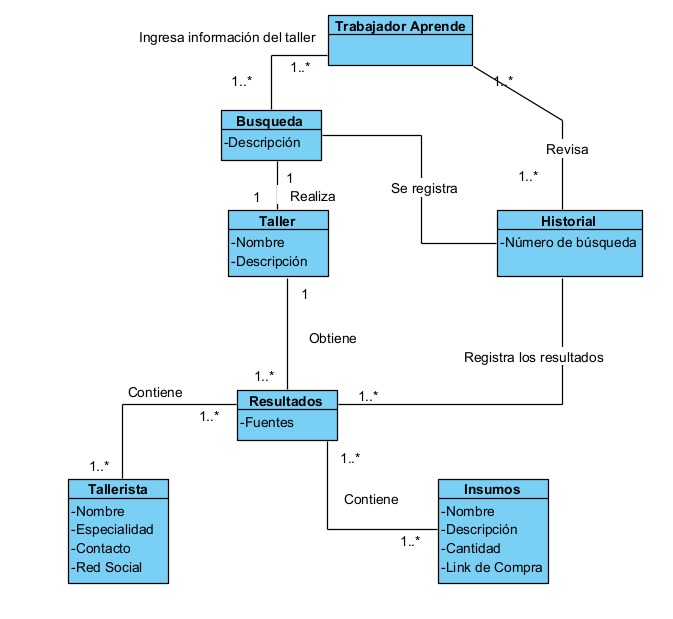 Trabajador Aprende
Ingresa información del taller
1..*
1..*
1..*
Busqueda
-Descripción
Revisa
1..*
1
Se registra
1
Realiza
Taller
-Nombre
-Descripción
Historial
-Número de búsqueda
1
Obtiene
Registra los resultados
1..*
Contiene
Resultados
-Fuentes
1..*
1..*
1..*
1..*
Tallerista
-Nombre
-Especialidad
-Contacto
-Red Social
Contiene
Insumos
-Nombre
-Descripción
-Cantidad
-Link de Compra
1..*